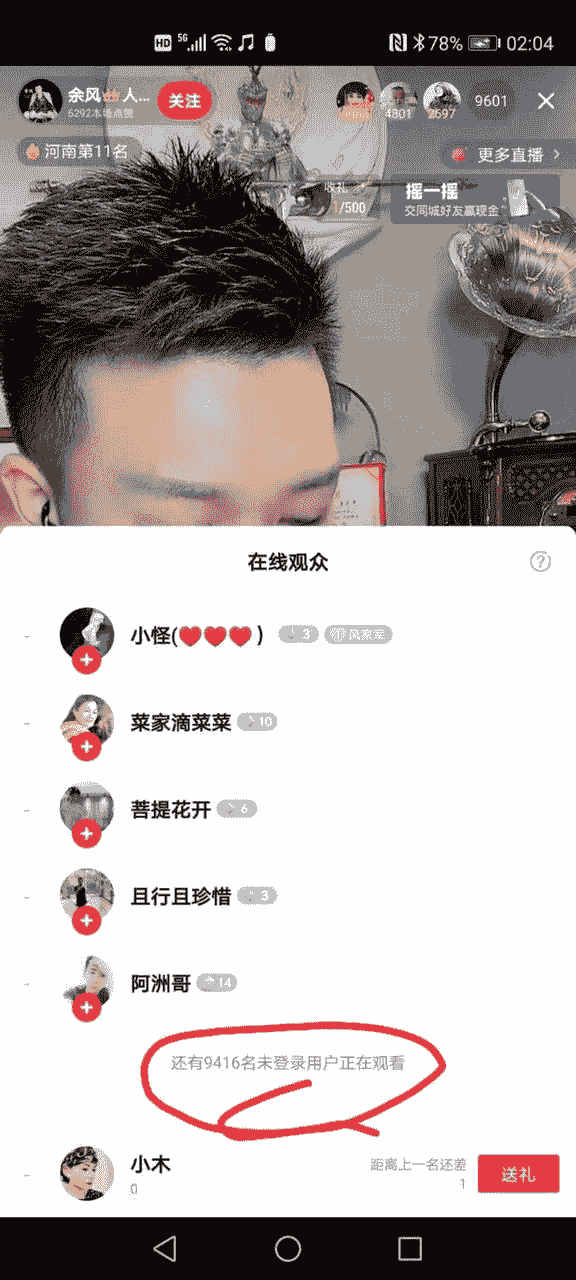 HD 5G 78% 02:04
余风👑人... 关注 9601
6292本场点赞
4801 2697
河南第11名 更多直播 >
收礼 摇一摇
1/500 交同城好友赢现金
在线观众
小怪(❤❤❤) 3 风家军
菜家滴菜菜 10
菩提花开 6
且行且珍惜 3
阿洲哥 14
还有9416名未登录用户正在观看
小木 距离上一名还差 送礼
0 1